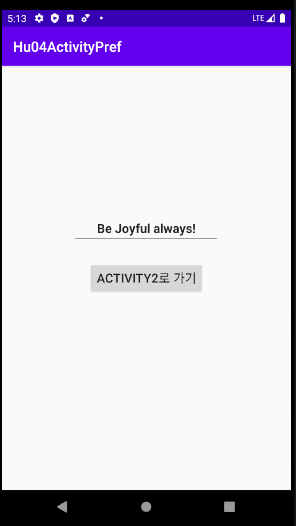 5:13
LTE
Hu04ActivityPref
Be Joyful always!
ACTIVITY2로 가기